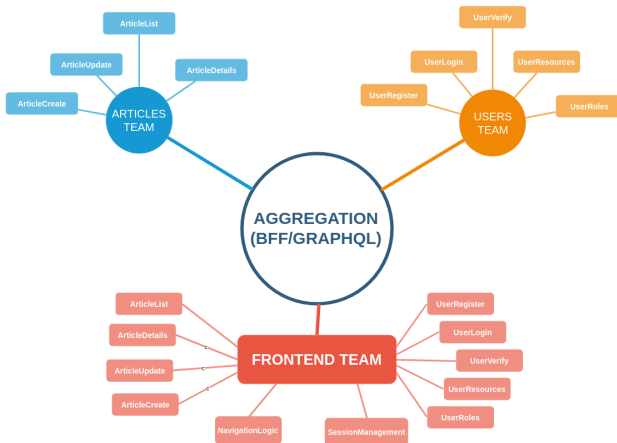 ArticleList
ArticleUpdate
ArticleDetails
ArticleCreate
ARTICLES
TEAM
UserVerify
UserLogin
UserResources
UserRegister
UserRoles
USERS
TEAM
AGGREGATION
(BFF/GRAPHQL)
ArticleList
ArticleDetails
ArticleUpdate
ArticleCreate
FRONTEND TEAM
UserRegister
UserLogin
UserVerify
UserResources
UserRoles
NavigationLogic
SessionManagement